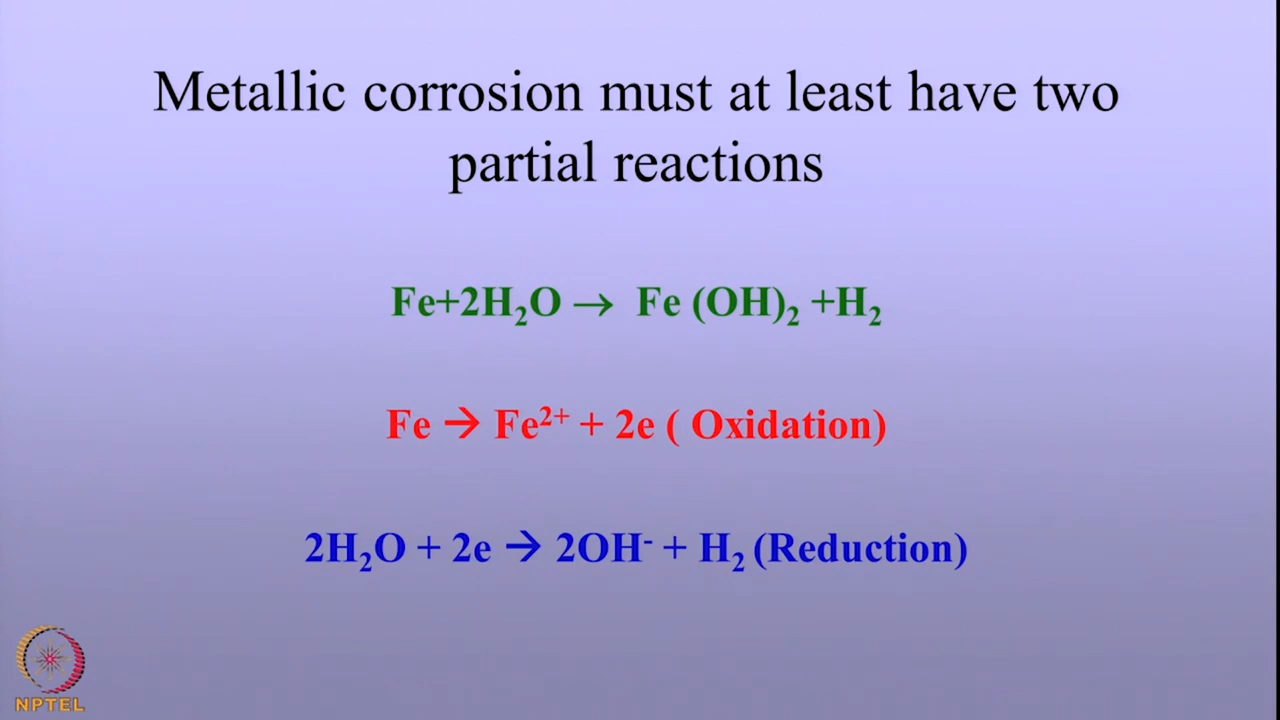 Metallic corrosion must at least have two
partial reactions
Fe+2H₂O → Fe (OH)₂ +H₂
Fe → Fe²⁺ + 2e ( Oxidation)
2H₂O + 2e → 2OH⁻ + H₂ (Reduction)
NPTEL